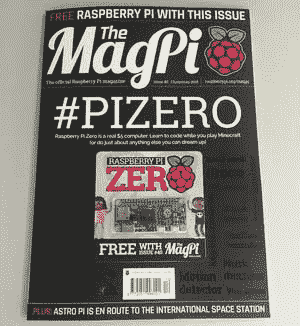 FREE RASPBERRY PI WITH THIS ISSUE
The
MagPi
The official Raspberry Pi magazine
#PIZERO
Raspberry Pi Zero is a real $5 computer. Learn to code while you play Minecraft
(or do just about anything else you can dream up)
RASPBERRY PI
ZERO
FREE WITH
ISSUE #40
The MagPi
PLUS: ASTRO PI IS EN ROUTE TO THE INTERNATIONAL SPACE STATION